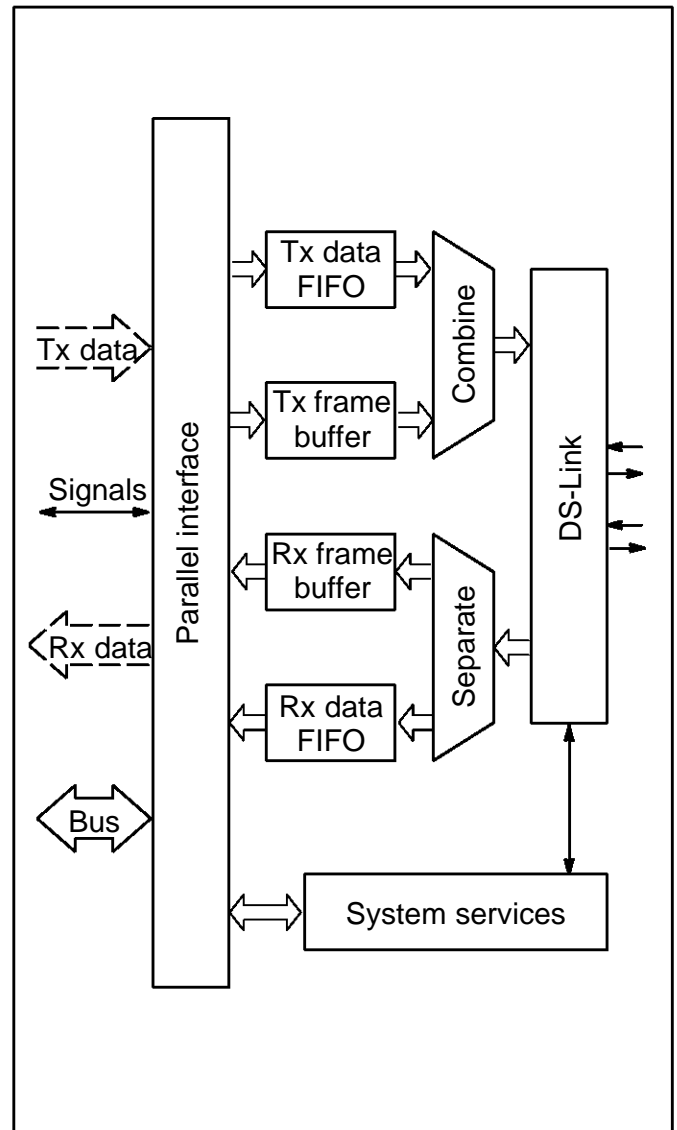 Tx data
Signals
Rx data
Bus
Parallel interface
Tx data
FIFO
Tx frame
buffer
Rx frame
buffer
Rx data
FIFO
Combine
Separate
DS-Link
System services